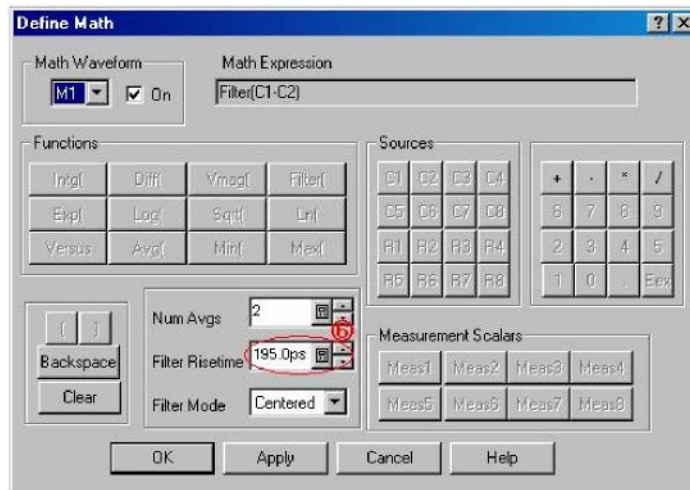 Define Math
Math Waveform
Math Expression
M1
On
Filter(C1-C2)
Functions
Intg(
Diff(
Vmag(
Filter(
Exp(
Log(
Sqrt(
Ln(
Versus
Avg(
Min(
Max(
Sources
C1 C2 C3 C4
C5 C6 C7 C8
R1 R2 R3 R4
R5 R6 R7 R8
+ - * /
6 7 8 9
2 3 4 5
1 0 . Eex
( )
Backspace
Clear
Num Avgs
2
⑥
Filter Risetime
195.0ps
Filter Mode
Centered
Measurement Scalars
Meas1 Meas2 Meas3 Meas4
Meas5 Meas6 Meas7 Meas8
OK
Apply
Cancel
Help